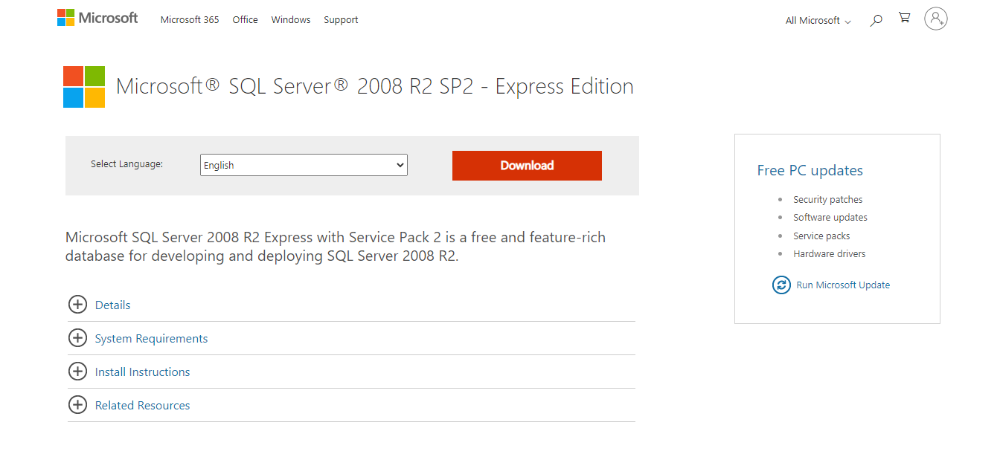 Microsoft
Microsoft 365 Office Windows Support
All Microsoft
Microsoft® SQL Server® 2008 R2 SP2 - Express Edition
Select Language:
English
Download
Microsoft SQL Server 2008 R2 Express with Service Pack 2 is a free and feature-rich
database for developing and deploying SQL Server 2008 R2.
Details
System Requirements
Install Instructions
Related Resources
Free PC updates
Security patches
Software updates
Service packs
Hardware drivers
Run Microsoft Update